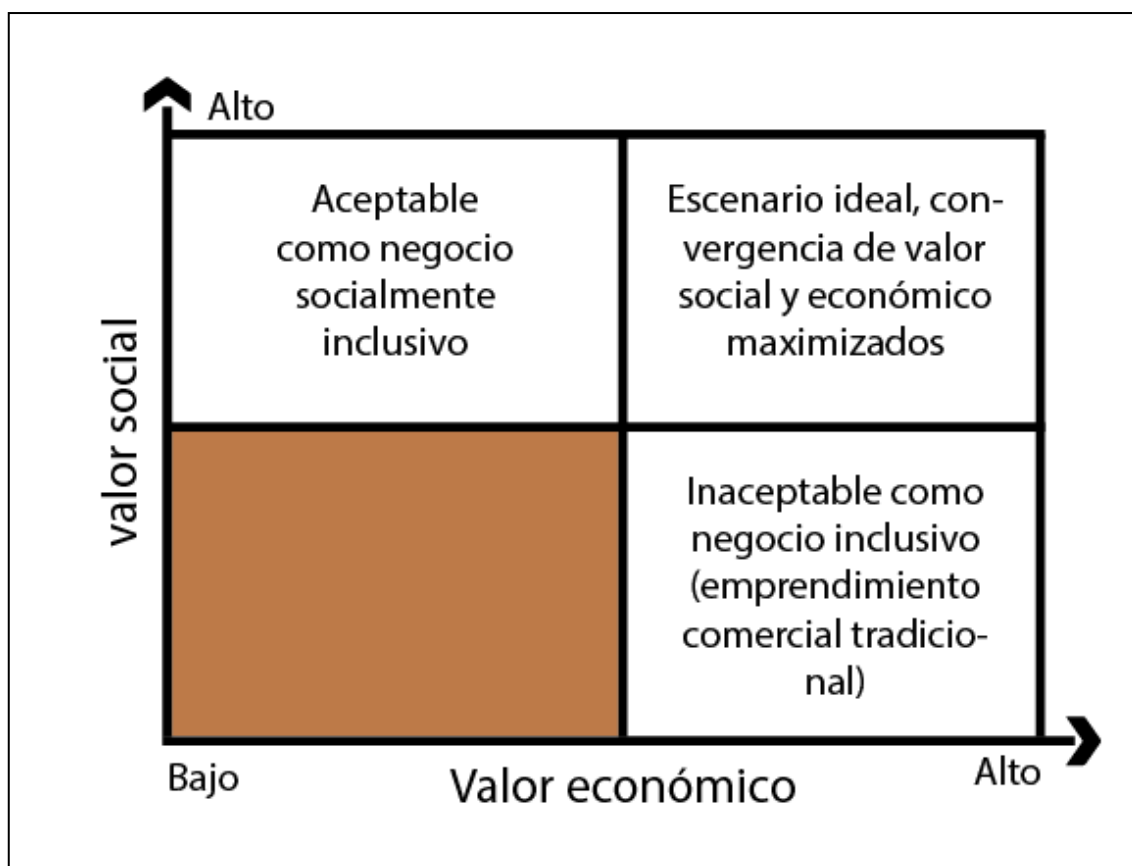 Alto
Aceptable
como negocio
socialmente
inclusivo
Escenario ideal, con-
vergencia de valor
social y económico
maximizados
valor social
Inaceptable como
negocio inclusivo
(emprendimiento
comercial tradicio-
nal)
Bajo
Valor económico
Alto